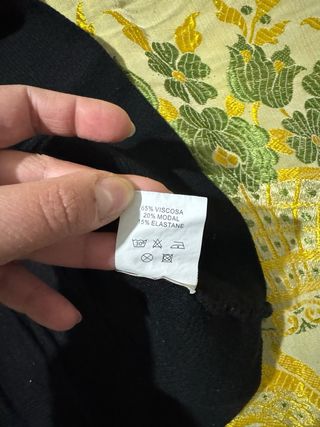 65% VISCOSA
20% MODAL
15% ELASTANE